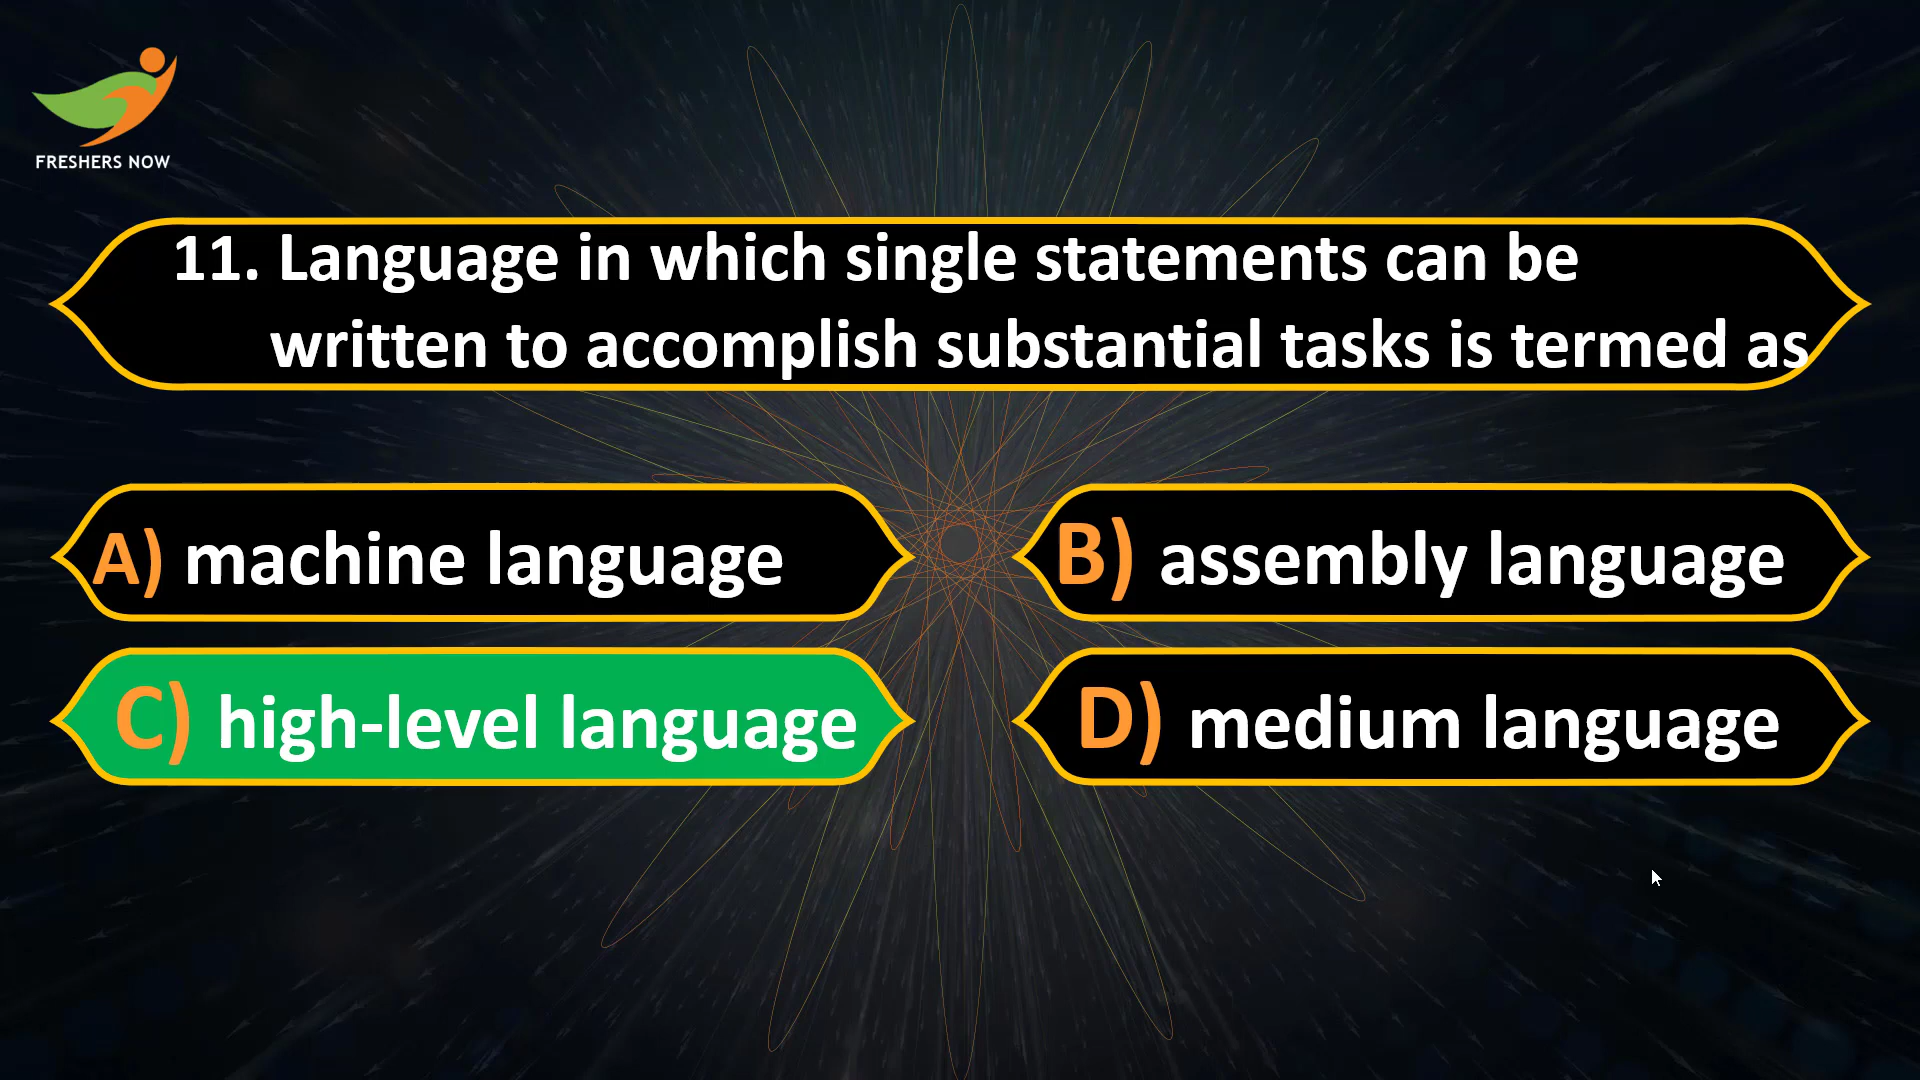 FRESHERS NOW
11. Language in which single statements can be
written to accomplish substantial tasks is termed as
A) machine language
B) assembly language
C) high-level language
D) medium language